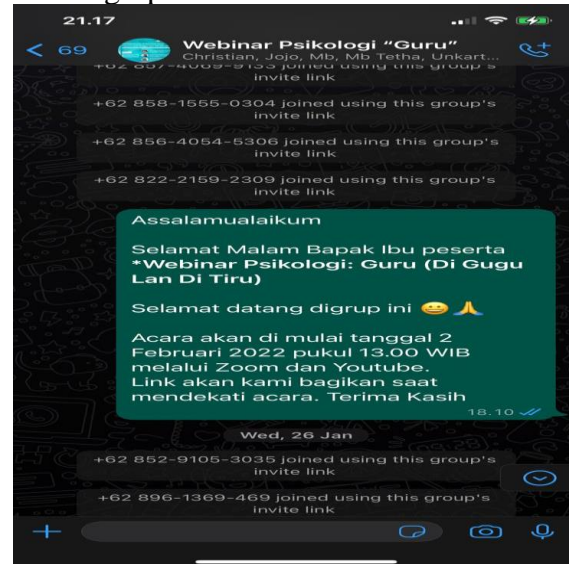 21.17
69
Webinar Psikologi “Guru”
Christian, Jojo, Mb, Mb Tetha, Unkart...
+62 857-4069-9133 joined using this group's
invite link
+62 858-1555-0304 joined using this group's
invite link
+62 856-4054-5306 joined using this group's
invite link
+62 822-2159-2309 joined using this group's
invite link
Assalamualaikum
Selamat Malam Bapak Ibu peserta
*Webinar Psikologi: Guru (Di Gugu
Lan Di Tiru)
Selamat datang digrup ini 😀🙏
Acara akan di mulai tanggal 2
Februari 2022 pukul 13.00 WIB
melalui Zoom dan Youtube.
Link akan kami bagikan saat
mendekati acara. Terima Kasih
18.10
Wed, 26 Jan
+62 852-9105-3035 joined using this group's
invite link
+62 896-1369-469 joined using this group's
invite link